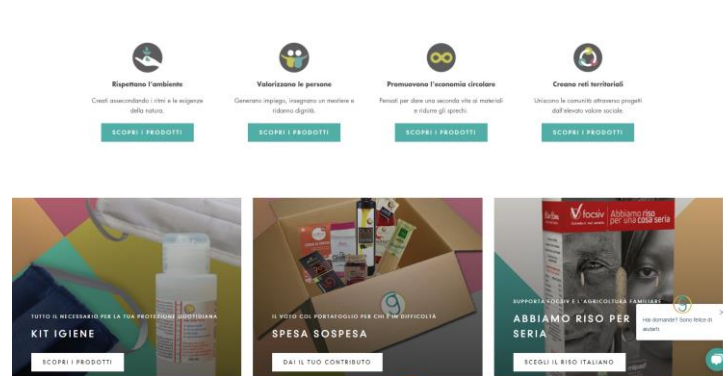 Rispettano l'ambiente
Creati assecondando i ritmi e le esigenze
della natura.
SCOPRI I PRODOTTI
Valorizzano le persone
Generano impiego, insegnano un mestiere e
ridanno dignità.
SCOPRI I PRODOTTI
Promuovono l'economia circolare
Pensati per dare una seconda vita ai materiali
e ridurre gli sprechi.
SCOPRI I PRODOTTI
Creano reti territoriali
Uniscono le comunità attraverso progetti
dall'elevato valore sociale.
SCOPRI I PRODOTTI
TUTTO IL NECESSARIO PER LA TUA PROTEZIONE QUOTIDIANA
KIT IGIENE
SCOPRI I PRODOTTI
IL VOTO COL PORTAFOGLIO PER CHI È IN DIFFICOLTÀ
SPESA SOSPESA
DAI IL TUO CONTRIBUTO
focsiv
Abbiamo riso
per una cosa seria
SUPPORTA FOCSIV E L'AGRICOLTURA FAMILIARE
ABBIAMO RISO PER
SERIA
SCEGLI IL RISO ITALIANO
Hai domande? Sono felice di
aiutarti.